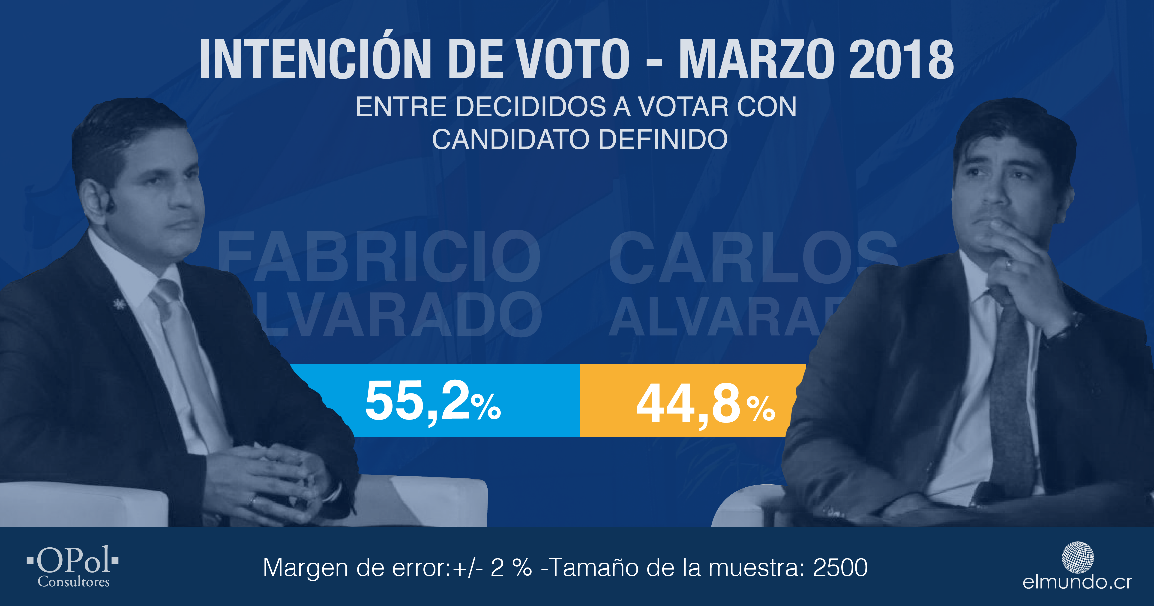 INTENCIÓN DE VOTO - MARZO 2018
ENTRE DECIDIDOS A VOTAR CON
CANDIDATO DEFINIDO
FABRICIO
LVARADO
CARLOS
ALVARAD
55,2%
44,8%
OPol
Consultores
Margen de error:+/- 2 % -Tamaño de la muestra: 2500
elmundo.cr